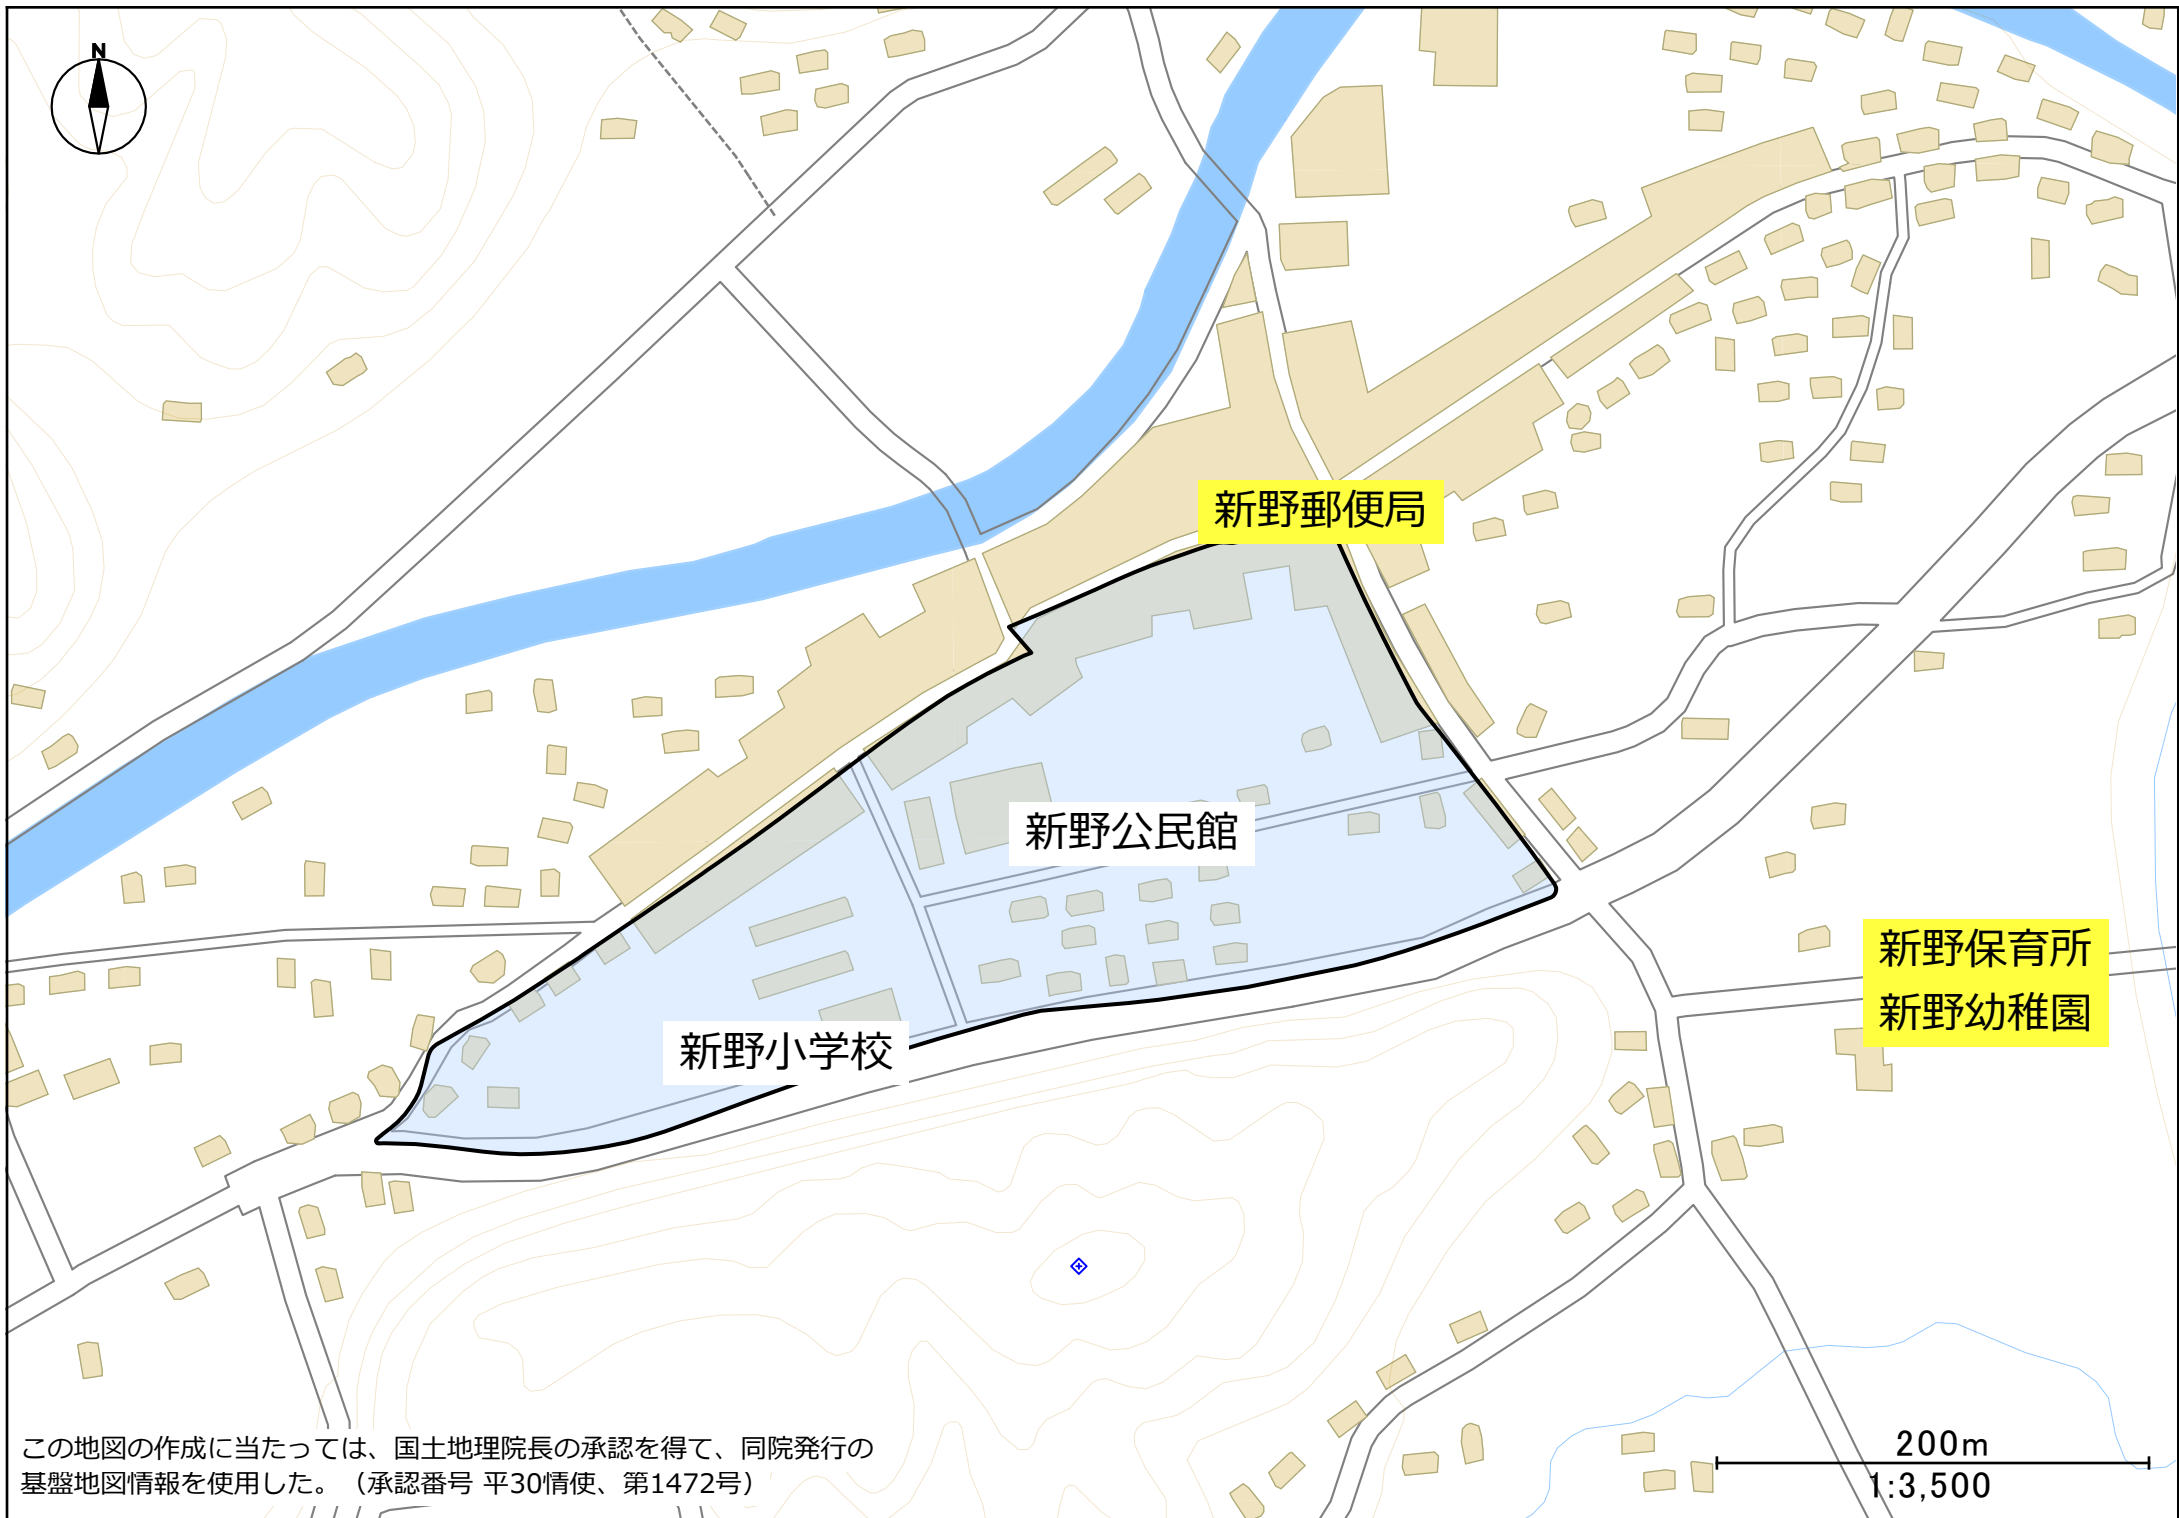 N
新野郵便局
新野公民館
新野保育所
新野幼稚園
新野小学校
この地図の作成に当たっては、国土地理院長の承認を得て、同院発行の
基盤地図情報を使用した。（承認番号 平30情使、第1472号）
200m
1:3,500